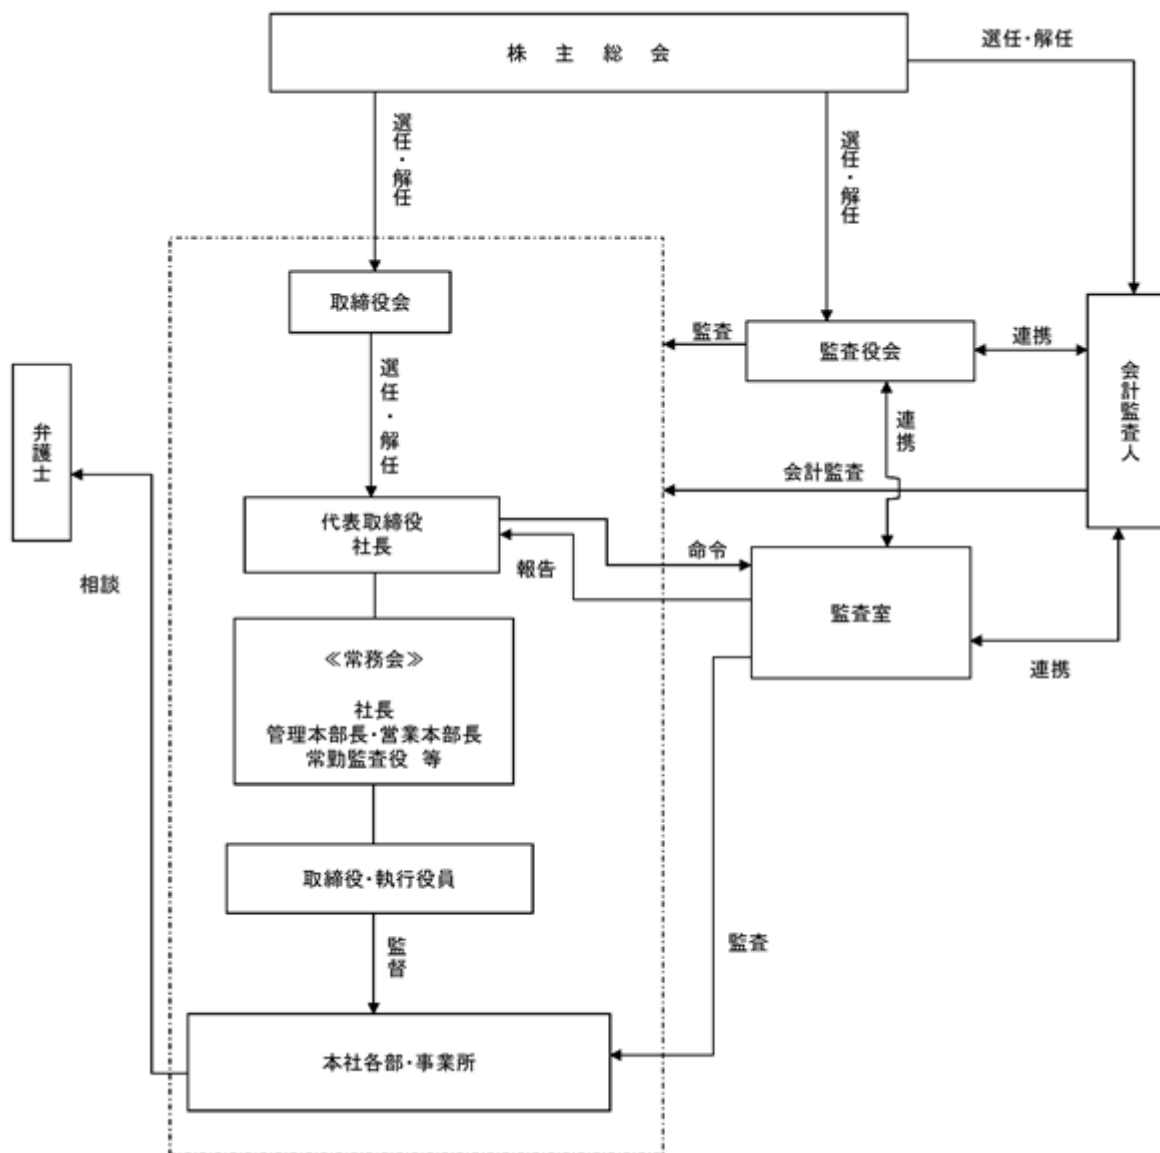 株 主 総 会
選任・解任
選任・解任
選任・解任
取締役会
監査
監査役会
連携
会計監査人
選任・解任
弁護士
連携
会計監査
代表取締役
社長
命令
報告
監査室
連携
相談
≪常務会≫
社長
管理本部長・営業本部長
常勤監査役 等
取締役・執行役員
監督
監査
本社各部・事業所